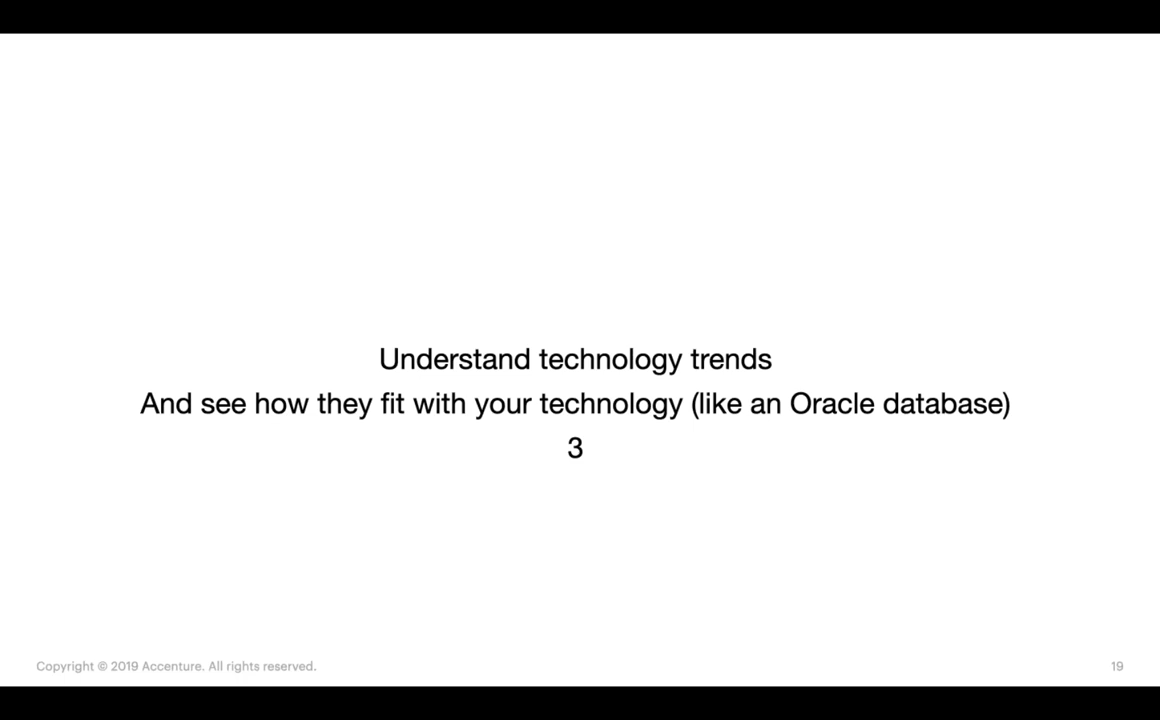 Understand technology trends
And see how they fit with your technology (like an Oracle database)
3
Copyright © 2019 Accenture. All rights reserved.
19